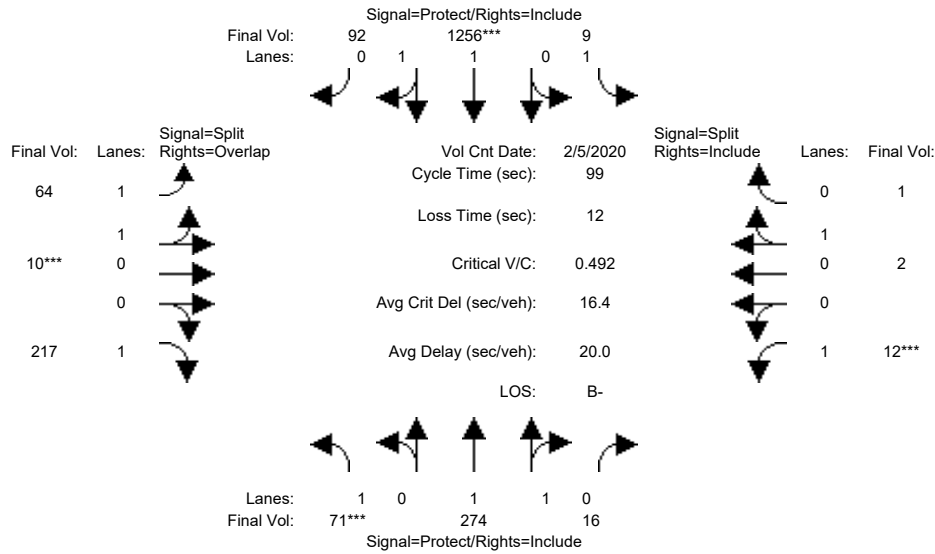 Signal=Protect/Rights=Include
Final Vol: 92 1256*** 9
Lanes: 0 1 1 0 1
Signal=Split Signal=Split
Final Vol: Lanes: Rights=Overlap Vol Cnt Date: 2/5/2020 Rights=Include Lanes: Final Vol:
Cycle Time (sec): 99
64 1 0 1
Loss Time (sec): 12
1 1
10*** 0 Critical V/C: 0.492 0 2
0 Avg Crit Del (sec/veh): 16.4 0
217 1 Avg Delay (sec/veh): 20.0 1 12***
LOS: B-
Lanes: 1 0 1 1 0
Final Vol: 71*** 274 16
Signal=Protect/Rights=Include